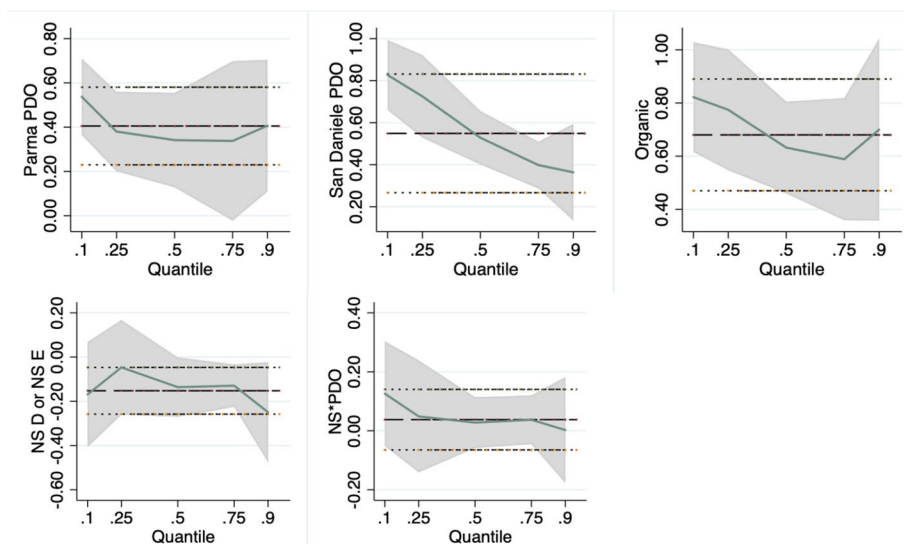 Parma PDO
0.80
0.60
0.40
0.20
0.00
.1 .25 .5 .75 .9
Quantile
San Daniele PDO
1.00
0.80
0.60
0.40
0.20
.1 .25 .5 .75 .9
Quantile
Organic
1.00
0.80
0.60
0.40
.1 .25 .5 .75 .9
Quantile
NS D or NS E
0.20
0.00
-0.20
-0.40
-0.60
.1 .25 .5 .75 .9
Quantile
NS*PDO
0.40
0.20
0.00
-0.20
.1 .25 .5 .75 .9
Quantile